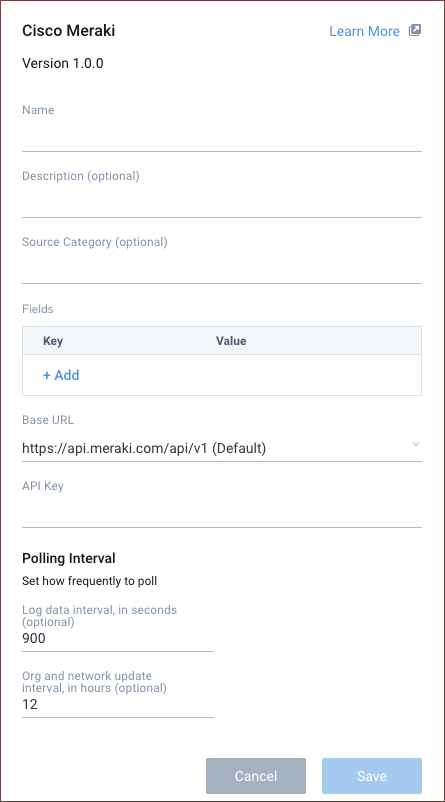 Cisco Meraki
Learn More
Version 1.0.0
Name
Description (optional)
Source Category (optional)
Fields
Key Value
+ Add
Base URL
https://api.meraki.com/api/v1 (Default)
API Key
Polling Interval
Set how frequently to poll
Log data interval, in seconds
(optional)
900
Org and network update
interval, in hours (optional)
12
Cancel Save